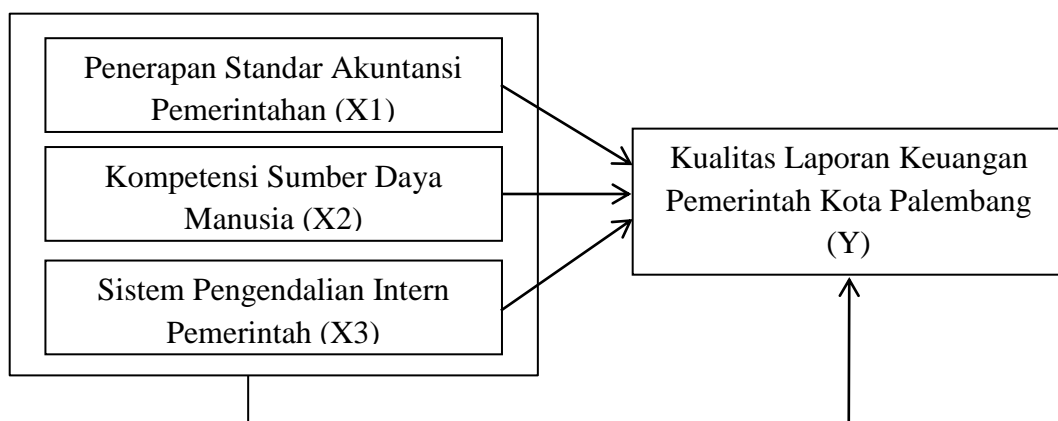 Penerapan Standar Akuntansi
Pemerintahan (X1)
Kompetensi Sumber Daya
Manusia (X2)
Sistem Pengendalian Intern
Pemerintah (X3)
Kualitas Laporan Keuangan
Pemerintah Kota Palembang
(Y)